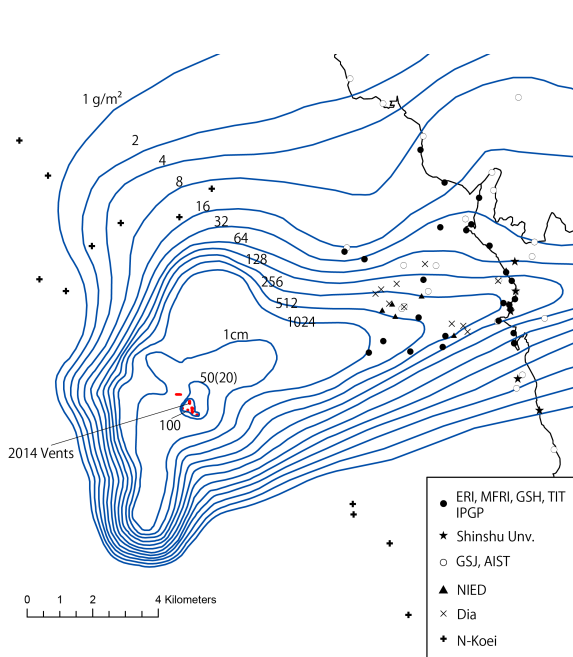 1 g/m²
2
4
8
16
32
64
128
256
512
1024
1cm
50(20)
100
2014 Vents
0 1 2 4 Kilometers
ERI, MFRI, GSH, TIT
IPGP
Shinshu Unv.
GSJ, AIST
NIED
Dia
N-Koei